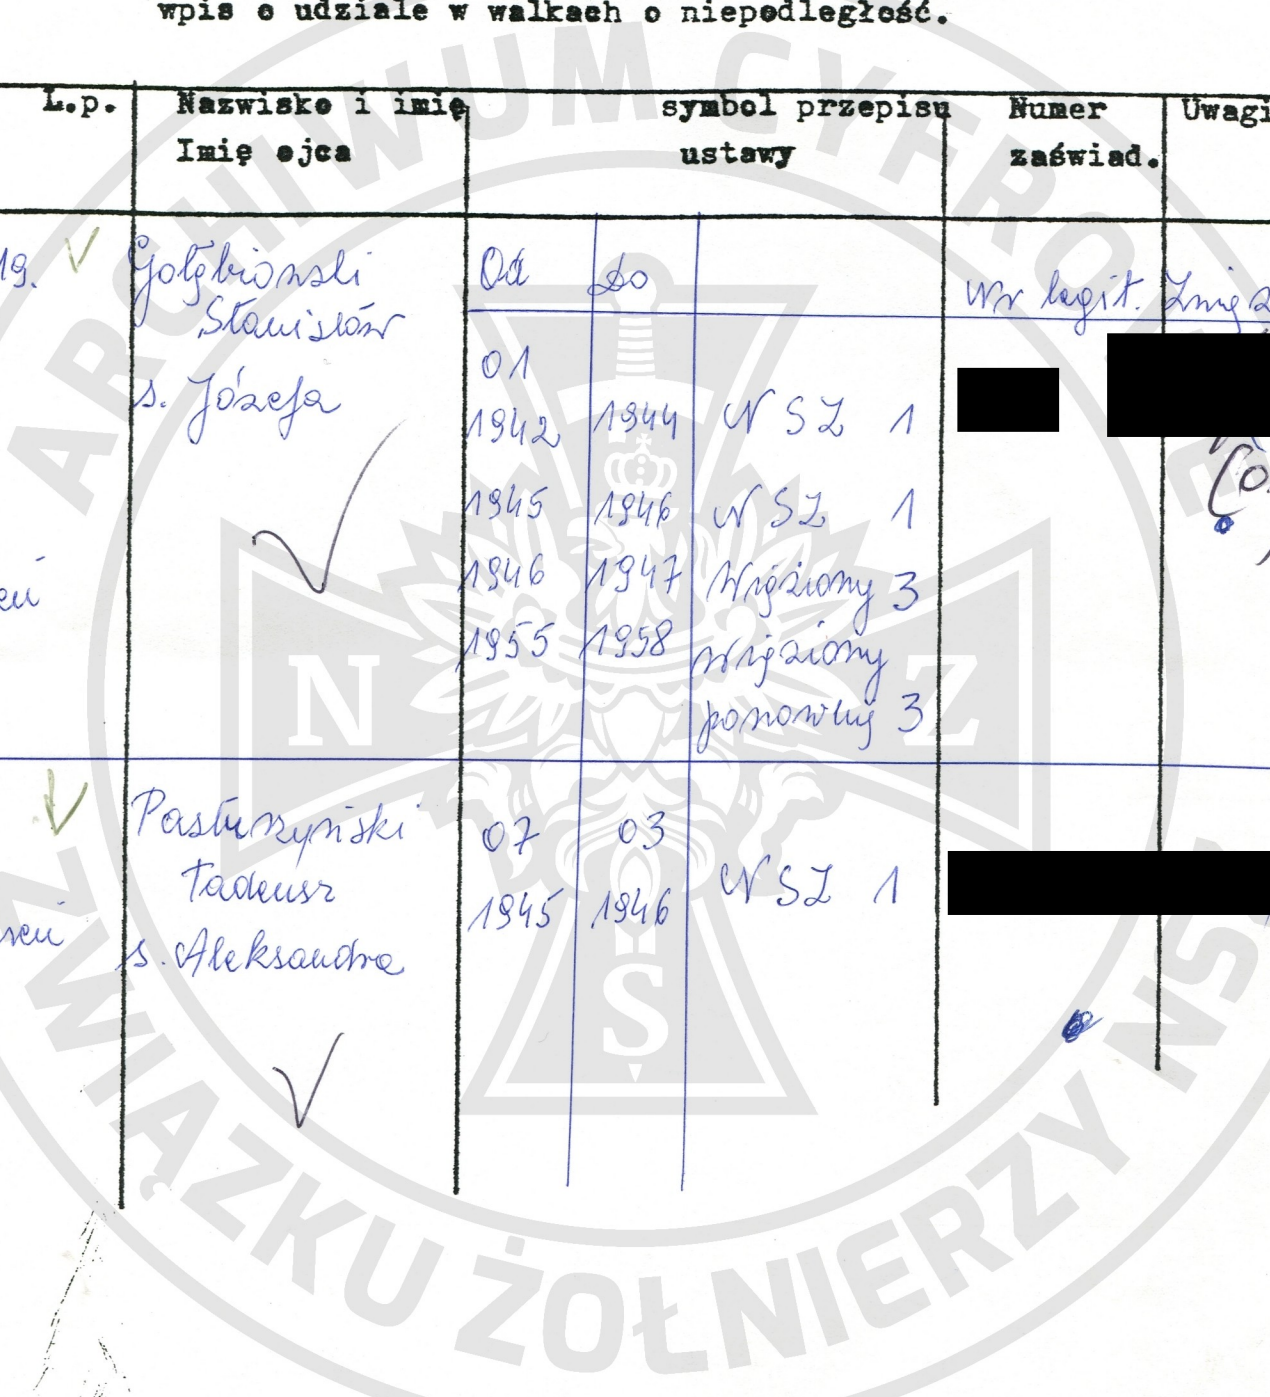 wpis o udziale w walkach o niepodległość.
L.p. Nazwisko i imię symbol przepisu Numer Uwagi
Imię ojca ustawy zaświad.
19. Gołębiowski Od do
Stanisław Nr legit.
s. Józefa 01
1942 1944 NSZ 1
1945 1946 NSZ 1
1946 1947 Więziony 3
1955 1958 Więziony
ponownie 3
Tadeusz 07 03
1945 1946 NSZ 1
s. Aleksandra
ARCHIWUM CYFROWE
ZWIĄZKU ŻOŁNIERZY NSZ
N Z
S